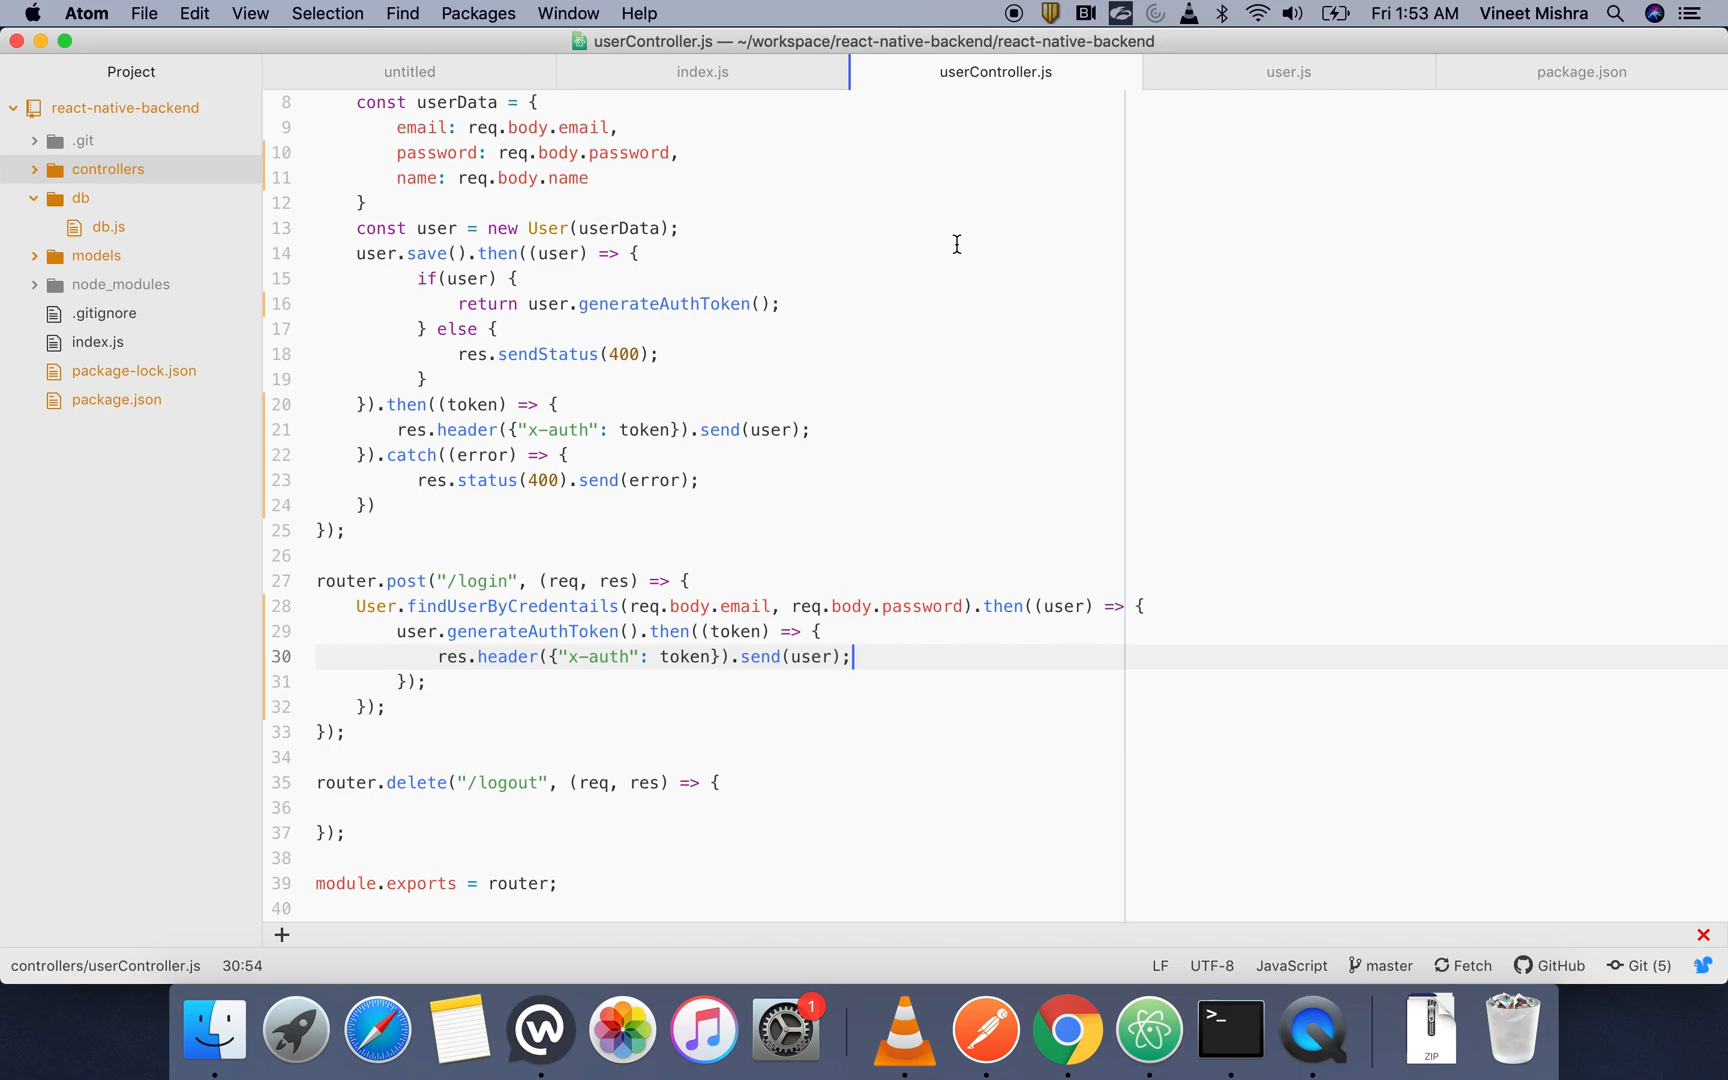 Atom File Edit View Selection Find Packages Window Help Fri 1:53 AM Vineet Mishra
userController.js — ~/workspace/react-native-backend/react-native-backend
Project
untitled
index.js
userController.js
user.js
package.json
react-native-backend
.git
controllers
db
db.js
models
node_modules
.gitignore
index.js
package-lock.json
package.json
8 const userData = {
9 email: req.body.email,
10 password: req.body.password,
11 name: req.body.name
12 }
13 const user = new User(userData);
14 user.save().then((user) => {
15 if(user) {
16 return user.generateAuthToken();
17 } else {
18 res.sendStatus(400);
19 }
20 }).then((token) => {
21 res.header({"x-auth": token}).send(user);
22 }).catch((error) => {
23 res.status(400).send(error);
24 })
25 });
26
27 router.post("/login", (req, res) => {
28 User.findUserByCredentails(req.body.email, req.body.password).then((user) => {
29 user.generateAuthToken().then((token) => {
30 res.header({"x-auth": token}).send(user);
31 });
32 });
33 });
34
35 router.delete("/logout", (req, res) => {
36
37 });
38
39 module.exports = router;
40
controllers/userController.js 30:54 LF UTF-8 JavaScript master Fetch GitHub Git (5)
1
>_
ZIP